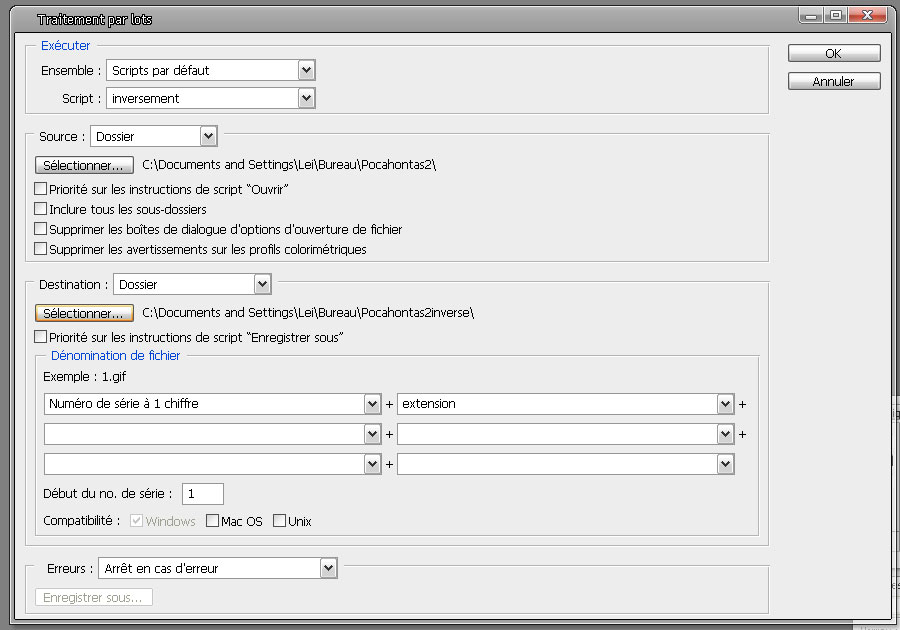 Traitement par lots
Exécuter
OK
Ensemble : Scripts par défaut
Annuler
Script : inversement
Source : Dossier
Sélectionner... C:\Documents and Settings\Lei\Bureau\Pocahontas2\
Priorité sur les instructions de script “Ouvrir”
Inclure tous les sous-dossiers
Supprimer les boîtes de dialogue d'options d'ouverture de fichier
Supprimer les avertissements sur les profils colorimétriques
Destination : Dossier
Sélectionner... C:\Documents and Settings\Lei\Bureau\Pocahontas2inverse\
Priorité sur les instructions de script “Enregistrer sous”
Dénomination de fichier
Exemple : 1.gif
Numéro de série à 1 chiffre + extension +
+ +
+
Début du no. de série : 1
Compatibilité : Windows Mac OS Unix
Erreurs : Arrêt en cas d'erreur
Enregistrer sous...